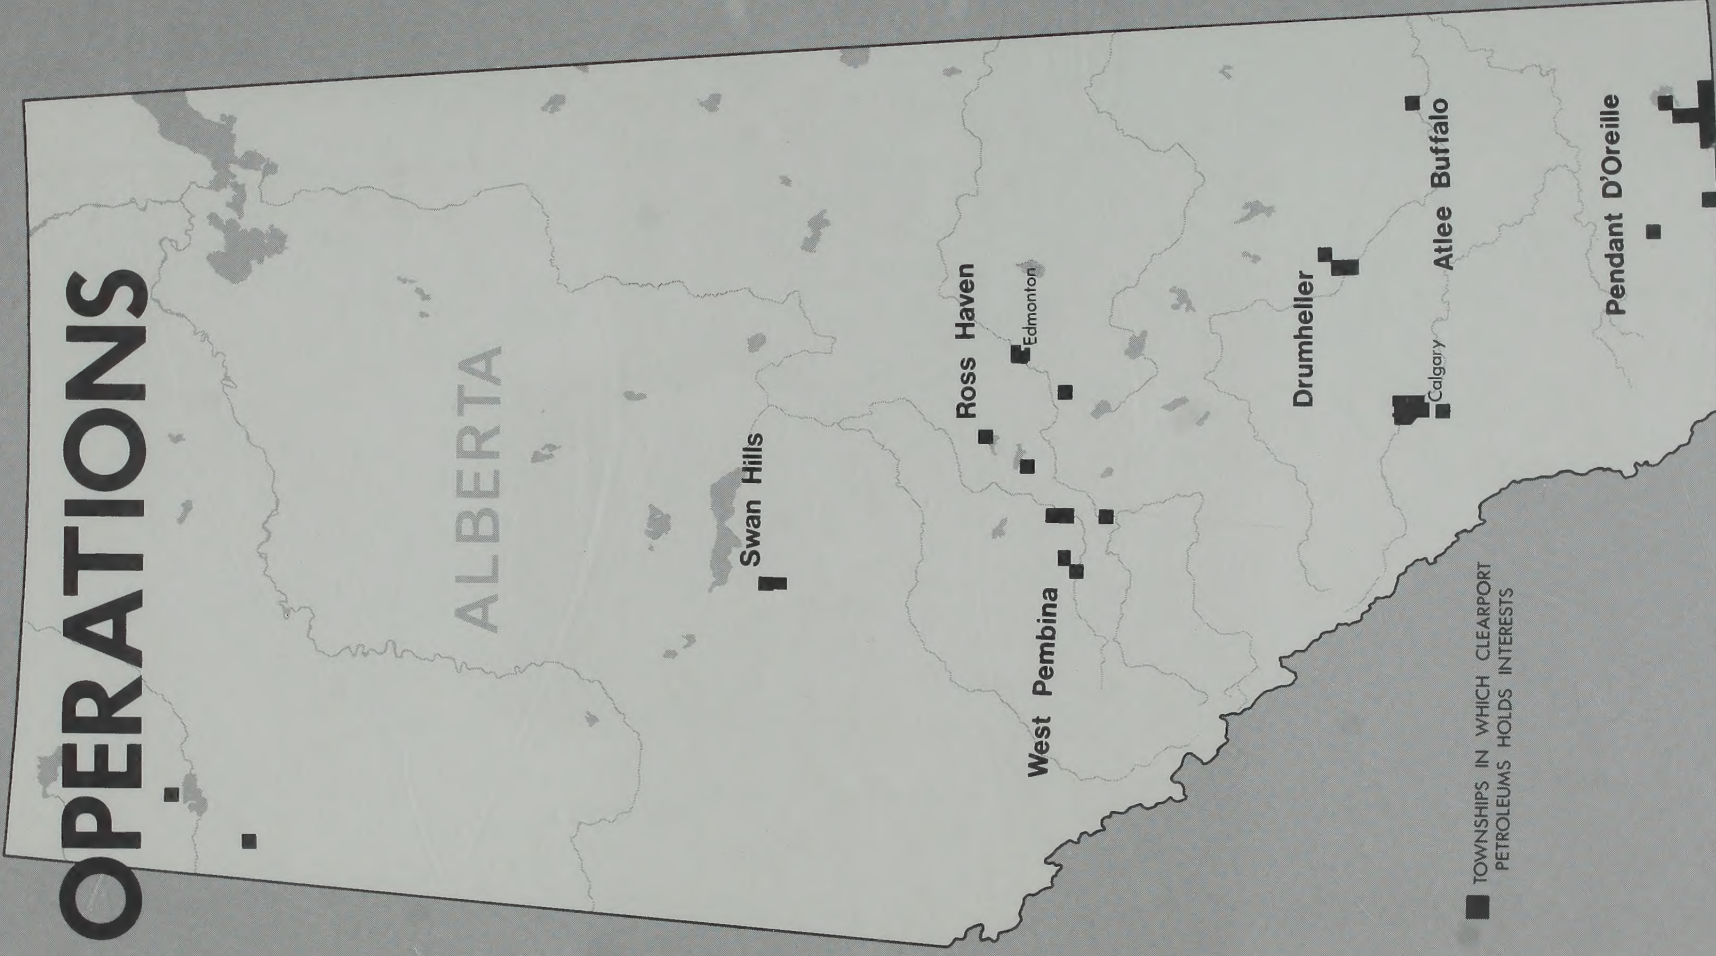 OPERATIONS
ALBERTA
Swan Hills
Ross Haven
Edmonton
West Pembina
Drumheller
Calgary
Atlee Buffalo
Pendant D'Oreille
TOWNSHIPS IN WHICH CLEARPORT
PETROLEUMS HOLDS INTERESTS